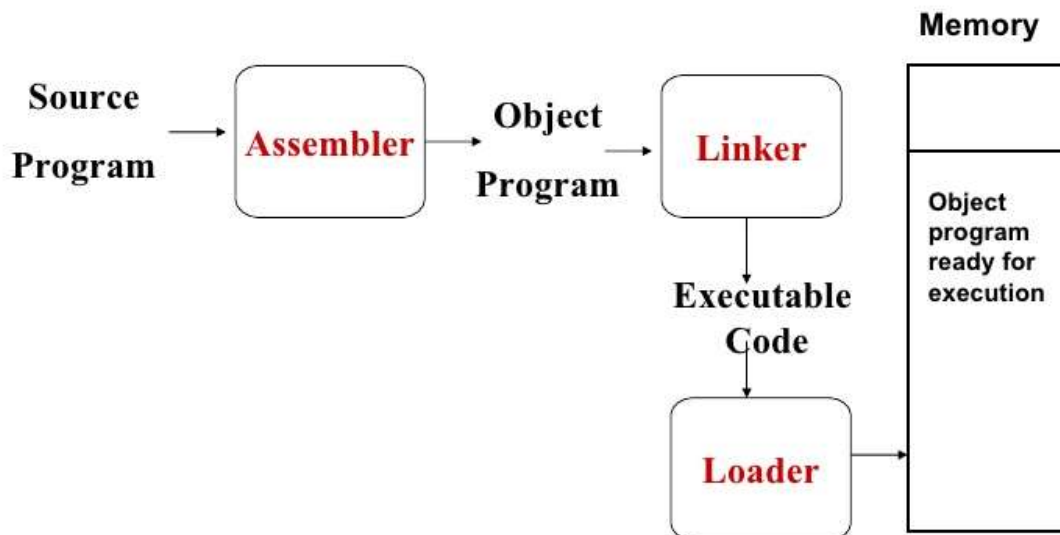 Memory
Source
Program
Assembler
Object
Program
Linker
Executable
Code
Loader
Object
program
ready for
execution